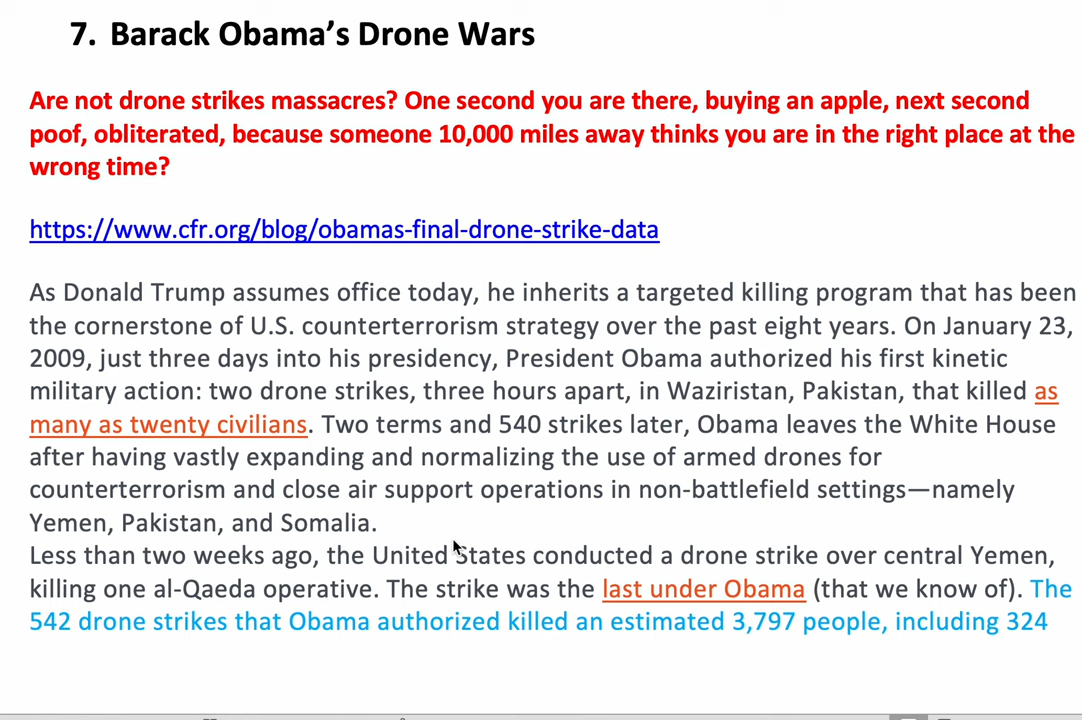 7. Barack Obama’s Drone Wars
Are not drone strikes massacres? One second you are there, buying an apple, next second
poof, obliterated, because someone 10,000 miles away thinks you are in the right place at the
wrong time?
https://www.cfr.org/blog/obamas-final-drone-strike-data
As Donald Trump assumes office today, he inherits a targeted killing program that has been
the cornerstone of U.S. counterterrorism strategy over the past eight years. On January 23,
2009, just three days into his presidency, President Obama authorized his first kinetic
military action: two drone strikes, three hours apart, in Waziristan, Pakistan, that killed as
many as twenty civilians. Two terms and 540 strikes later, Obama leaves the White House
after having vastly expanding and normalizing the use of armed drones for
counterterrorism and close air support operations in non-battlefield settings—namely
Yemen, Pakistan, and Somalia.
Less than two weeks ago, the United States conducted a drone strike over central Yemen,
killing one al-Qaeda operative. The strike was the last under Obama (that we know of). The
542 drone strikes that Obama authorized killed an estimated 3,797 people, including 324